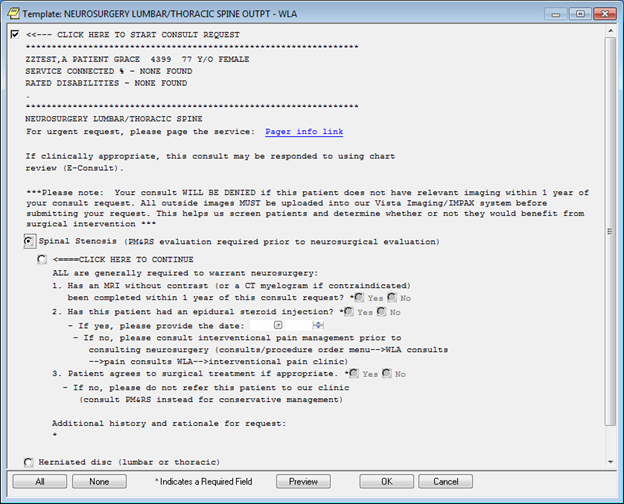 Template: NEUROSURGERY LUMBAR/THORACIC SPINE OUTPT - WLA
<<--- CLICK HERE TO START CONSULT REQUEST
****************************************************************
ZZTEST,A PATIENT GRACE 4399 77 Y/O FEMALE
SERVICE CONNECTED % - NONE FOUND
RATED DISABILITIES - NONE FOUND
.
****************************************************************
NEUROSURGERY LUMBAR/THORACIC SPINE
For urgent request, please page the service: Pager info link
If clinically appropriate, this consult may be responded to using chart
review (E-Consult).
***Please note: Your consult WILL BE DENIED if this patient does not have relevant imaging within 1 year of
your consult request. All outside images MUST be uploaded into our Vista Imaging/IMPAX system before
submitting your request. This helps us screen patients and determine whether or not they would benefit from
surgical intervention ***
Spinal Stenosis (PM&RS evaluation required prior to neurosurgical evaluation)
<====CLICK HERE TO CONTINUE
ALL are generally required to warrant neurosurgery:
1. Has an MRI without contrast (or a CT myelogram if contraindicated)
been completed within 1 year of this consult request? * Yes No
2. Has this patient had an epidural steroid injection? * Yes No
- If yes, please provide the date:
- If no, please consult interventional pain management prior to
consulting neurosurgery (consults/procedure order menu-->WLA consults
-->pain consults WLA-->interventional pain clinic)
3. Patient agrees to surgical treatment if appropriate. * Yes No
- If no, please do not refer this patient to our clinic
(consult PM&RS instead for conservative management)
Additional history and rationale for request:
*
Herniated disc (lumbar or thoracic)
All None * Indicates a Required Field Preview OK Cancel